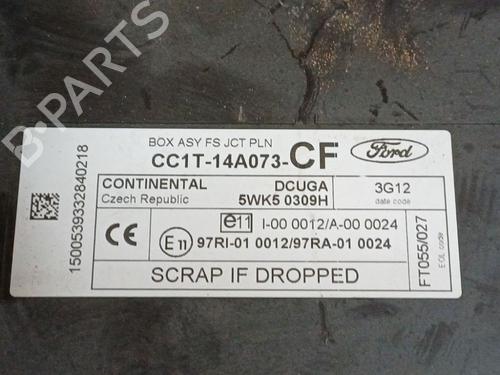 BOX ASY FS JCT PLN
CC1T-14A073-CF
Ford
CONTINENTAL DCUGA 3G12
Czech Republic 5WK5 0309H date code
e11 I-00 0012/A-00 0024
CE E11 97RI-01 0012/97RA-01 0024
SCRAP IF DROPPED
1500539332840218
FT055/027
EOL code
B-PARTS